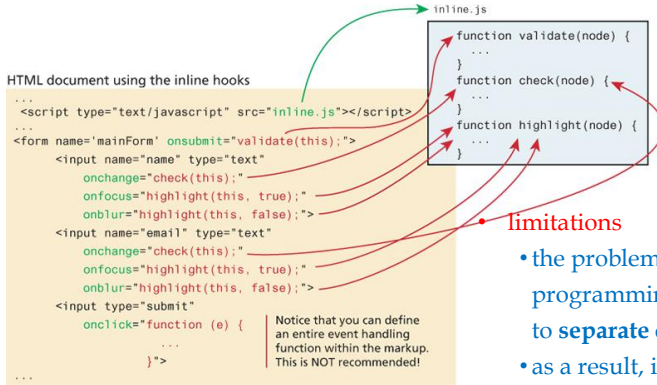 inline.js
function validate(node) {
...
}
function check(node) {
...
}
function highlight(node) {
...
}
HTML document using the inline hooks
...
<script type="text/javascript" src="inline.js"></script>
...
<form name='mainForm' onsubmit="validate(this);">
<input name="name" type="text"
onchange="check(this);"
onfocus="highlight(this, true);"
onblur="highlight(this, false);">
<input name="email" type="text"
onchange="check(this);"
onfocus="highlight(this, true);"
onblur="highlight(this, false);">
<input type="submit"
onclick="function (e) {
...
}">
...
Notice that you can define
an entire event handling
function within the markup.
This is NOT recommended!
• limitations
• the problem
programmin
to separate
• as a result, i